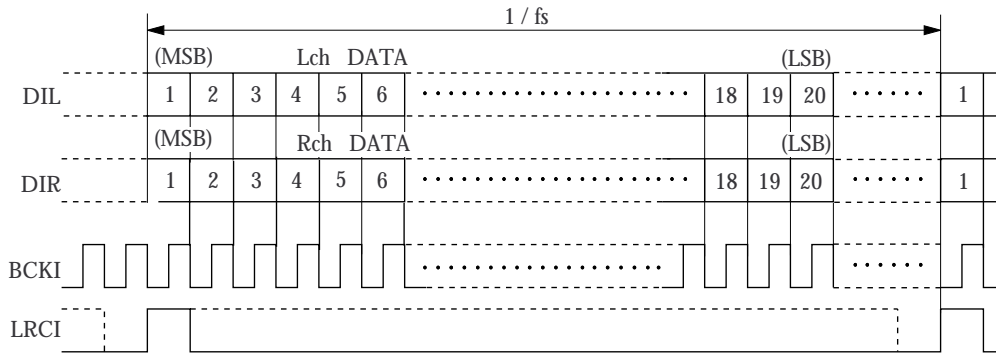 1 / fs
(MSB) Lch DATA (LSB)
DIL 1 2 3 4 5 6 18 19 20 1
(MSB) Rch DATA (LSB)
DIR 1 2 3 4 5 6 18 19 20 1
BCKI
LRCI